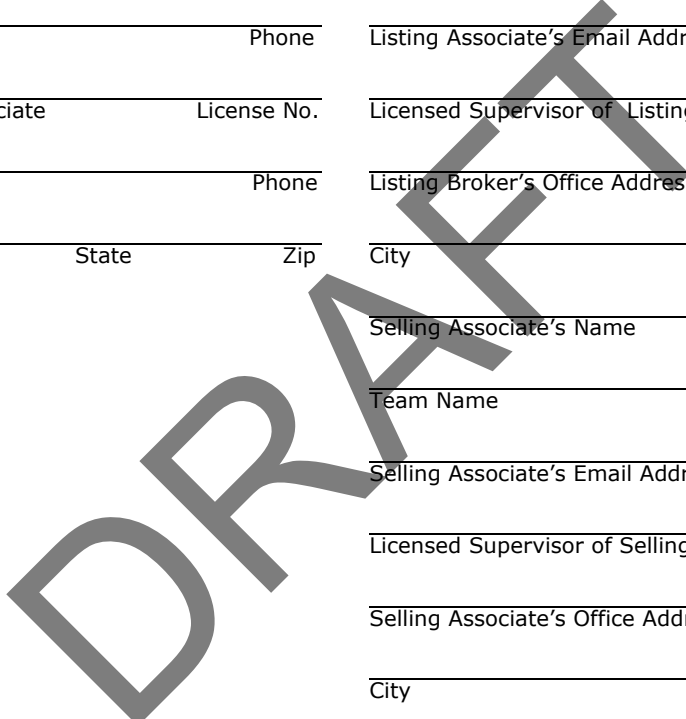 Phone
ciate License No.
Phone
State Zip
Listing Associate’s Email Addr
Licensed Supervisor of Listing
Listing Broker’s Office Addres
City
Selling Associate’s Name
Team Name
Selling Associate’s Email Addr
Licensed Supervisor of Selling
Selling Associate’s Office Addr
City
DRAFT